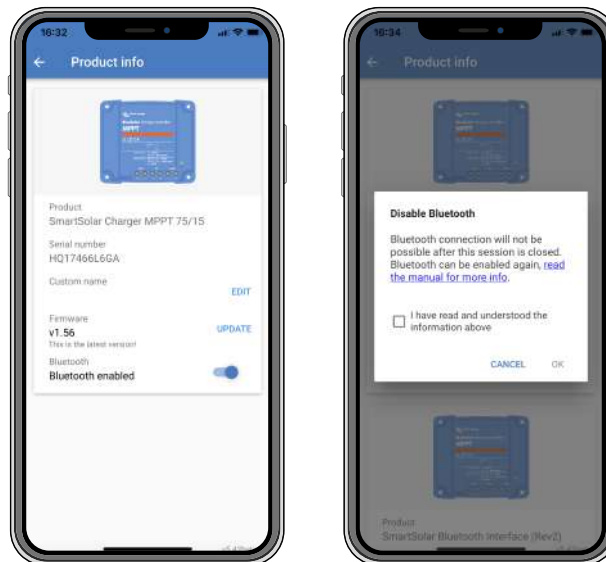 16:32
Product info
MPPT
Product
SmartSolar Charger MPPT 75/15
Serial number
HQ17466L6GA
Custom name
EDIT
Firmware
v1.56
UPDATE
This is the latest version!
Bluetooth
Bluetooth enabled
16:34
Product info
Disable Bluetooth
Bluetooth connection will not be
possible after this session is closed.
Bluetooth can be enabled again, read
the manual for more info.
I have read and understood the
information above
CANCEL
OK
Product
SmartSolar Bluetooth Interface (Rev2)